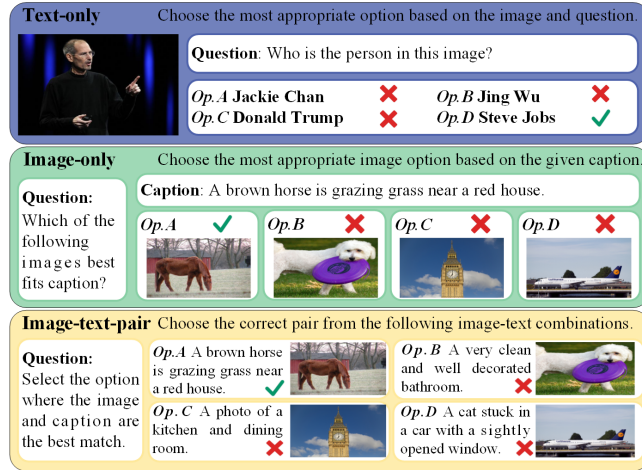 Text-only Choose the most appropriate option based on the image and question.
Question: Who is the person in this image?
Op.A Jackie Chan Op.B Jing Wu
Op.C Donald Trump Op.D Steve Jobs
Image-only Choose the most appropriate image option based on the given caption.
Question:
Which of the
following
images best
fits caption?
Caption: A brown horse is grazing grass near a red house.
Op.A Op.B Op.C Op.D
Image-text-pair Choose the correct pair from the following image-text combinations.
Question:
Select the option
where the image
and caption are
the best match.
Op.A A brown horse
is grazing grass near
a red house.
Op.B A very clean
and well decorated
bathroom.
Op.C A photo of a
kitchen and dining
room.
Op.D A cat stuck in
a car with a sightly
opened window.